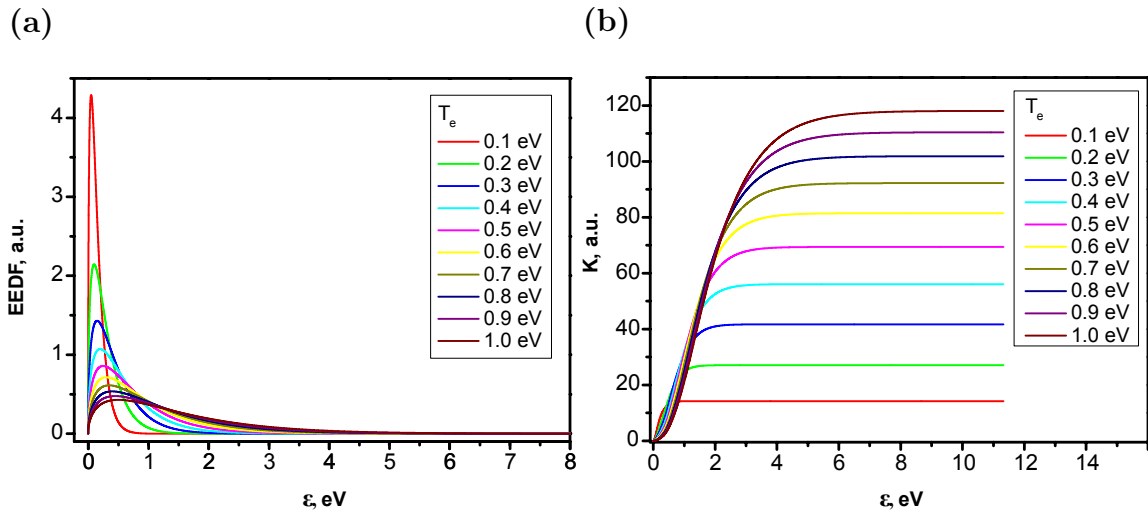 (a)
EEDF, a.u.
4
3
2
1
0
0 1 2 3 4 5 6 7 8
ε, eV
T_e
0.1 eV
0.2 eV
0.3 eV
0.4 eV
0.5 eV
0.6 eV
0.7 eV
0.8 eV
0.9 eV
1.0 eV
(b)
K, a.u.
120
100
80
60
40
20
0
0 2 4 6 8 10 12 14
ε, eV
T_e
0.1 eV
0.2 eV
0.3 eV
0.4 eV
0.5 eV
0.6 eV
0.7 eV
0.8 eV
0.9 eV
1.0 eV